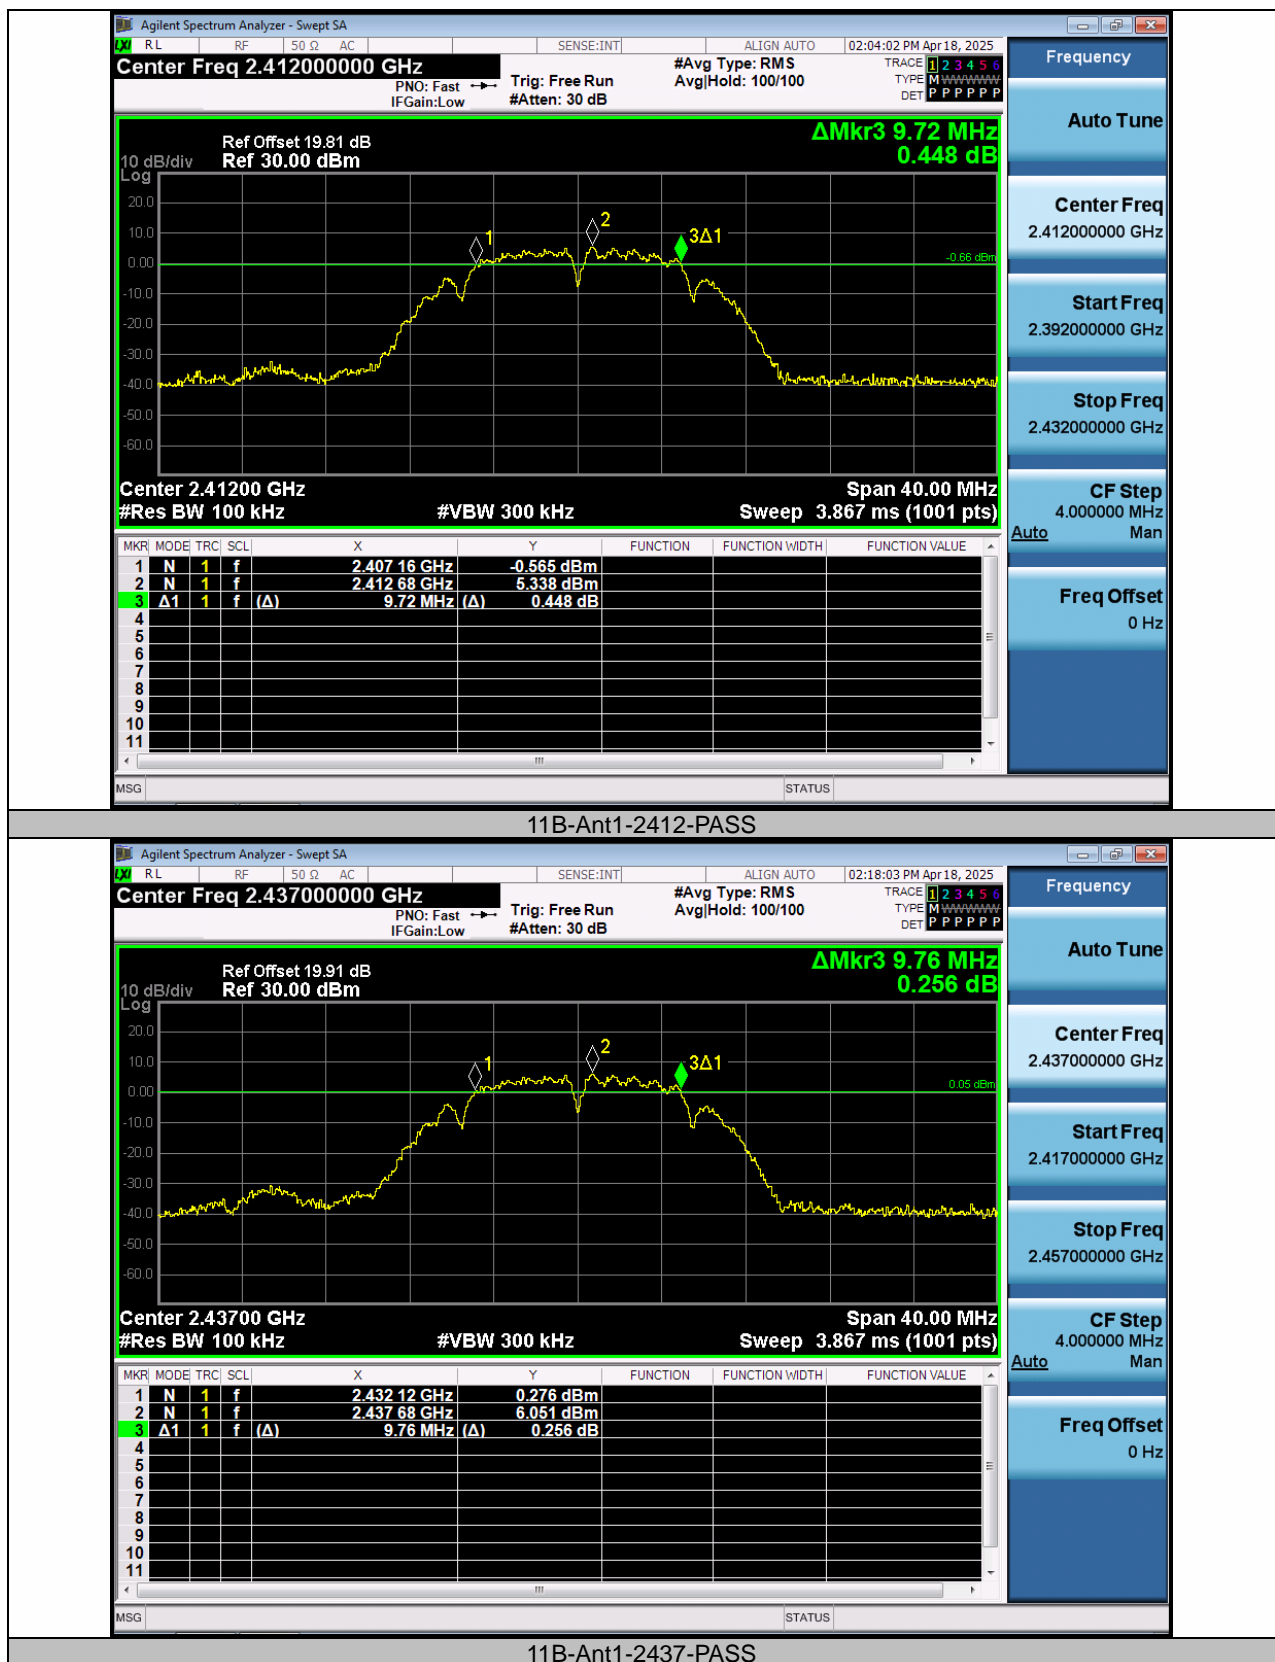 Agilent Spectrum Analyzer - Swept SA
LXI RL RF 50 Ω AC SENSE:INT ALIGN AUTO 02:04:02 PM Apr 18, 2025
Center Freq 2.412000000 GHz
PNO: Fast
IFGain:Low
Trig: Free Run
#Atten: 30 dB
#Avg Type: RMS
Avg|Hold: 100/100
TRACE 1 2 3 4 5 6
TYPE M WWWWW
DET P P P P P P
ΔMkr3 9.72 MHz
0.448 dB
Ref Offset 19.81 dB
10 dB/div Ref 30.00 dBm
Log
20.0
10.0
0.00
-10.0
-20.0
-30.0
-40.0
-50.0
-60.0
1
2
3Δ1
-0.66 dBm
Center 2.41200 GHz Span 40.00 MHz
#Res BW 100 kHz #VBW 300 kHz Sweep 3.867 ms (1001 pts)
MKR MODE TRC SCL X Y FUNCTION FUNCTION WIDTH FUNCTION VALUE
1 N 1 f 2.407 16 GHz -0.565 dBm
2 N 1 f 2.412 68 GHz 5.338 dBm
3 Δ1 1 f (Δ) 9.72 MHz (Δ) 0.448 dB
4
5
6
7
8
9
10
11
MSG STATUS
Frequency
Auto Tune
Center Freq
2.412000000 GHz
Start Freq
2.392000000 GHz
Stop Freq
2.432000000 GHz
CF Step
4.000000 MHz
Auto Man
Freq Offset
0 Hz
11B-Ant1-2412-PASS
Agilent Spectrum Analyzer - Swept SA
LXI RL RF 50 Ω AC SENSE:INT ALIGN AUTO 02:18:03 PM Apr 18, 2025
Center Freq 2.437000000 GHz
PNO: Fast
IFGain:Low
Trig: Free Run
#Atten: 30 dB
#Avg Type: RMS
Avg|Hold: 100/100
TRACE 1 2 3 4 5 6
TYPE M WWWWW
DET P P P P P P
ΔMkr3 9.76 MHz
0.256 dB
Ref Offset 19.91 dB
10 dB/div Ref 30.00 dBm
Log
20.0
10.0
0.00
-10.0
-20.0
-30.0
-40.0
-50.0
-60.0
1
2
3Δ1
0.05 dBm
Center 2.43700 GHz Span 40.00 MHz
#Res BW 100 kHz #VBW 300 kHz Sweep 3.867 ms (1001 pts)
MKR MODE TRC SCL X Y FUNCTION FUNCTION WIDTH FUNCTION VALUE
1 N 1 f 2.432 12 GHz 0.276 dBm
2 N 1 f 2.437 68 GHz 6.051 dBm
3 Δ1 1 f (Δ) 9.76 MHz (Δ) 0.256 dB
4
5
6
7
8
9
10
11
MSG STATUS
Frequency
Auto Tune
Center Freq
2.437000000 GHz
Start Freq
2.417000000 GHz
Stop Freq
2.457000000 GHz
CF Step
4.000000 MHz
Auto Man
Freq Offset
0 Hz
11B-Ant1-2437-PASS